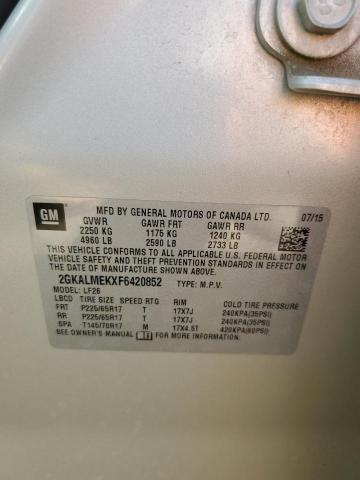 GM MFD BY GENERAL MOTORS OF CANADA LTD. 07/15
GVWR GAWR FRT GAWR RR
2250 KG 1175 KG 1240 KG
4960 LB 2590 LB 2733 LB
THIS VEHICLE CONFORMS TO ALL APPLICABLE U.S. FEDERAL MOTOR
VEHICLE SAFETY, BUMPER, AND THEFT PREVENTION STANDARDS
IN EFFECT ON THE DATE OF MANUFACTURE SHOWN ABOVE.
2GKALMEKXF6420852 TYPE: M.P.V.
MODEL: LF26
LBCD TIRE SIZE SPEED RTG RIM COLD TIRE PRESSURE
FRT P225/65R17 T 17X7J 240KPA(35PSI)
RR P225/65R17 T 17X7J 240KPA(35PSI)
SPA T145/70R17 M 17X4.5T 420KPA(60PSI)
SEE OWNER'S MANUAL FOR MORE INFORMATION